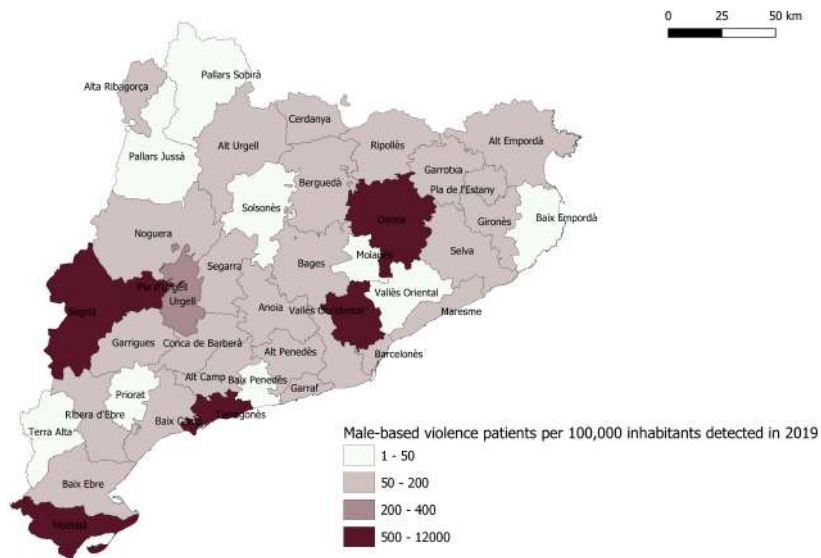 0 25 50 km
Pallars Sobirà
Alta Ribagorça
Cerdanya
Alt Urgell
Ripollès
Alt Empordà
Pallars Jussà
Garrotxa
Berguedà
Pla de l'Estany
Solsonès
Osona
Gironès
Baix Empordà
Noguera
Moianès
Selva
Segarra
Bages
Pla d'Urgell
Vallès Oriental
Urgell
Segrià
Anoia
Vallès Occidental
Maresme
Garrigues
Conca de Barberà
Alt Penedès
Barcelonès
Alt Camp
Baix Penedès
Garraf
Priorat
Ribera d'Ebre
Baix Camp
Tarragonès
Terra Alta
Male-based violence patients per 100,000 inhabitants detected in 2019
1 - 50
50 - 200
Baix Ebre
200 - 400
Montsià
500 - 12000